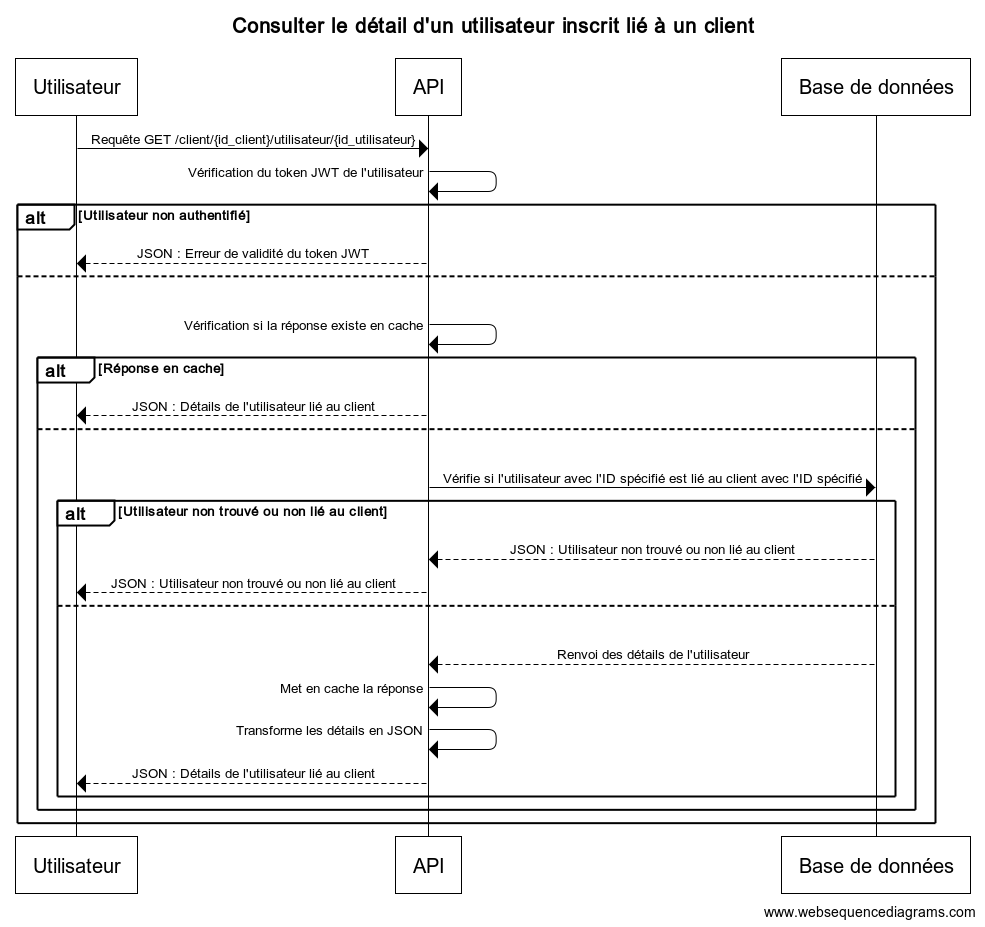 Consulter le détail d'un utilisateur inscrit lié à un client
Utilisateur
API
Base de données
Requête GET /client/{id_client}/utilisateur/{id_utilisateur}
Vérification du token JWT de l'utilisateur
alt [Utilisateur non authentifié]
JSON : Erreur de validité du token JWT
Vérification si la réponse existe en cache
alt [Réponse en cache]
JSON : Détails de l'utilisateur lié au client
Vérifie si l'utilisateur avec l'ID spécifié est lié au client avec l'ID spécifié
alt [Utilisateur non trouvé ou non lié au client]
JSON : Utilisateur non trouvé ou non lié au client
JSON : Utilisateur non trouvé ou non lié au client
Renvoi des détails de l'utilisateur
Met en cache la réponse
Transforme les détails en JSON
JSON : Détails de l'utilisateur lié au client
Utilisateur
API
Base de données
www.websequencediagrams.com